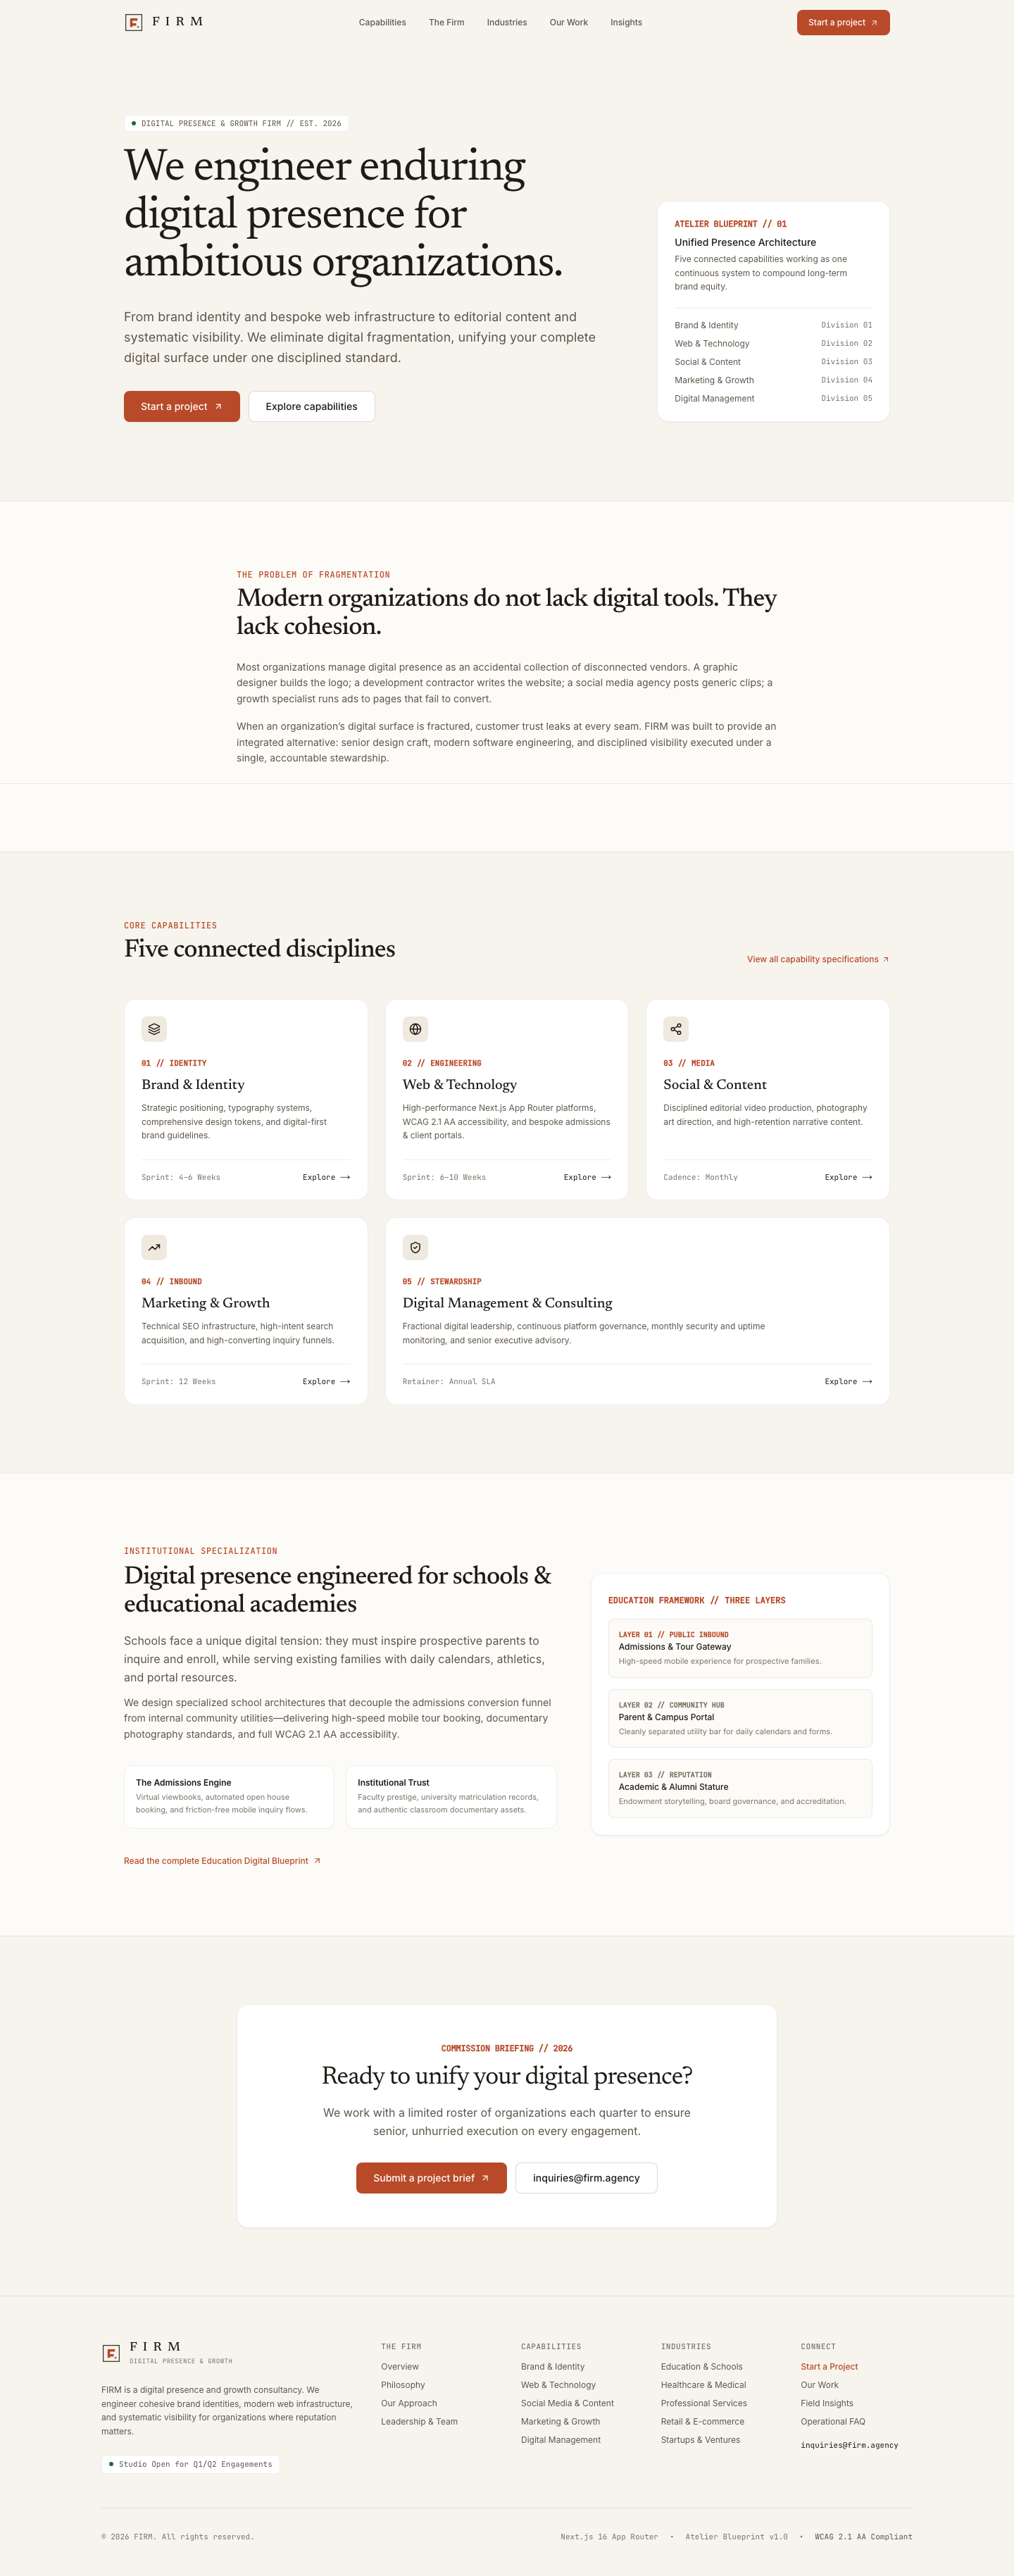 F. FIRM
Capabilities
The Firm
Industries
Our Work
Insights
Start a project
DIGITAL PRESENCE & GROWTH FIRM // EST. 2026
We engineer enduring
digital presence for
ambitious organizations.
From brand identity and bespoke web infrastructure to editorial content and
systematic visibility. We eliminate digital fragmentation, unifying your complete
digital surface under one disciplined standard.
Start a project
Explore capabilities
ATELIER BLUEPRINT // 01
Unified Presence Architecture
Five connected capabilities working as one
continuous system to compound long-term
brand equity.
Brand & Identity Division 01
Web & Technology Division 02
Social & Content Division 03
Marketing & Growth Division 04
Digital Management Division 05
THE PROBLEM OF FRAGMENTATION
Modern organizations do not lack digital tools. They
lack cohesion.
Most organizations manage digital presence as an accidental collection of disconnected vendors. A graphic
designer builds the logo; a development contractor writes the website; a social media agency posts generic clips; a
growth specialist runs ads to pages that fail to convert.
When an organization's digital surface is fractured, customer trust leaks at every seam. FIRM was built to provide an
integrated alternative: senior design craft, modern software engineering, and disciplined visibility executed under a
single, accountable stewardship.
CORE CAPABILITIES
Five connected disciplines
View all capability specifications
01 // IDENTITY
Brand & Identity
Strategic positioning, typography systems,
comprehensive design tokens, and digital-first
brand guidelines.
Sprint: 4–6 Weeks Explore →
02 // ENGINEERING
Web & Technology
High-performance Next.js App Router platforms,
WCAG 2.1 AA accessibility, and bespoke admissions
& client portals.
Sprint: 6–10 Weeks Explore →
03 // MEDIA
Social & Content
Disciplined editorial video production, photography
art direction, and high-retention narrative content.
Cadence: Monthly Explore →
04 // INBOUND
Marketing & Growth
Technical SEO infrastructure, high-intent search
acquisition, and high-converting inquiry funnels.
Sprint: 12 Weeks Explore →
05 // STEWARDSHIP
Digital Management & Consulting
Fractional digital leadership, continuous platform governance, monthly security and uptime
monitoring, and senior executive advisory.
Retainer: Annual SLA Explore →
INSTITUTIONAL SPECIALIZATION
Digital presence engineered for schools &
educational academies
Schools face a unique digital tension: they must inspire prospective parents to
inquire and enroll, while serving existing families with daily calendars, athletics,
and portal resources.
We design specialized school architectures that decouple the admissions conversion funnel
from internal community utilities—delivering high-speed mobile tour booking, documentary
photography standards, and full WCAG 2.1 AA accessibility.
The Admissions Engine
Virtual viewbooks, automated open house
booking, and friction-free mobile inquiry flows.
Institutional Trust
Faculty prestige, university matriculation records,
and authentic classroom documentary assets.
Read the complete Education Digital Blueprint
EDUCATION FRAMEWORK // THREE LAYERS
LAYER 01 // PUBLIC INBOUND
Admissions & Tour Gateway
High-speed mobile experience for prospective families.
LAYER 02 // COMMUNITY HUB
Parent & Campus Portal
Cleanly separated utility bar for daily calendars and forms.
LAYER 03 // REPUTATION
Academic & Alumni Stature
Endowment storytelling, board governance, and accreditation.
COMMISSION BRIEFING // 2026
Ready to unify your digital presence?
We work with a limited roster of organizations each quarter to ensure
senior, unhurried execution on every engagement.
Submit a project brief
inquiries@firm.agency
F. FIRM
DIGITAL PRESENCE & GROWTH
FIRM is a digital presence and growth consultancy. We
engineer cohesive brand identities, modern web infrastructure,
and systematic visibility for organizations where reputation
matters.
Studio Open for Q1/Q2 Engagements
THE FIRM
Overview
Philosophy
Our Approach
Leadership & Team
CAPABILITIES
Brand & Identity
Web & Technology
Social Media & Content
Marketing & Growth
Digital Management
INDUSTRIES
Education & Schools
Healthcare & Medical
Professional Services
Retail & E-commerce
Startups & Ventures
CONNECT
Start a Project
Our Work
Field Insights
Operational FAQ
inquiries@firm.agency
© 2026 FIRM. All rights reserved.
Next.js 16 App Router • Atelier Blueprint v1.0 • WCAG 2.1 AA Compliant